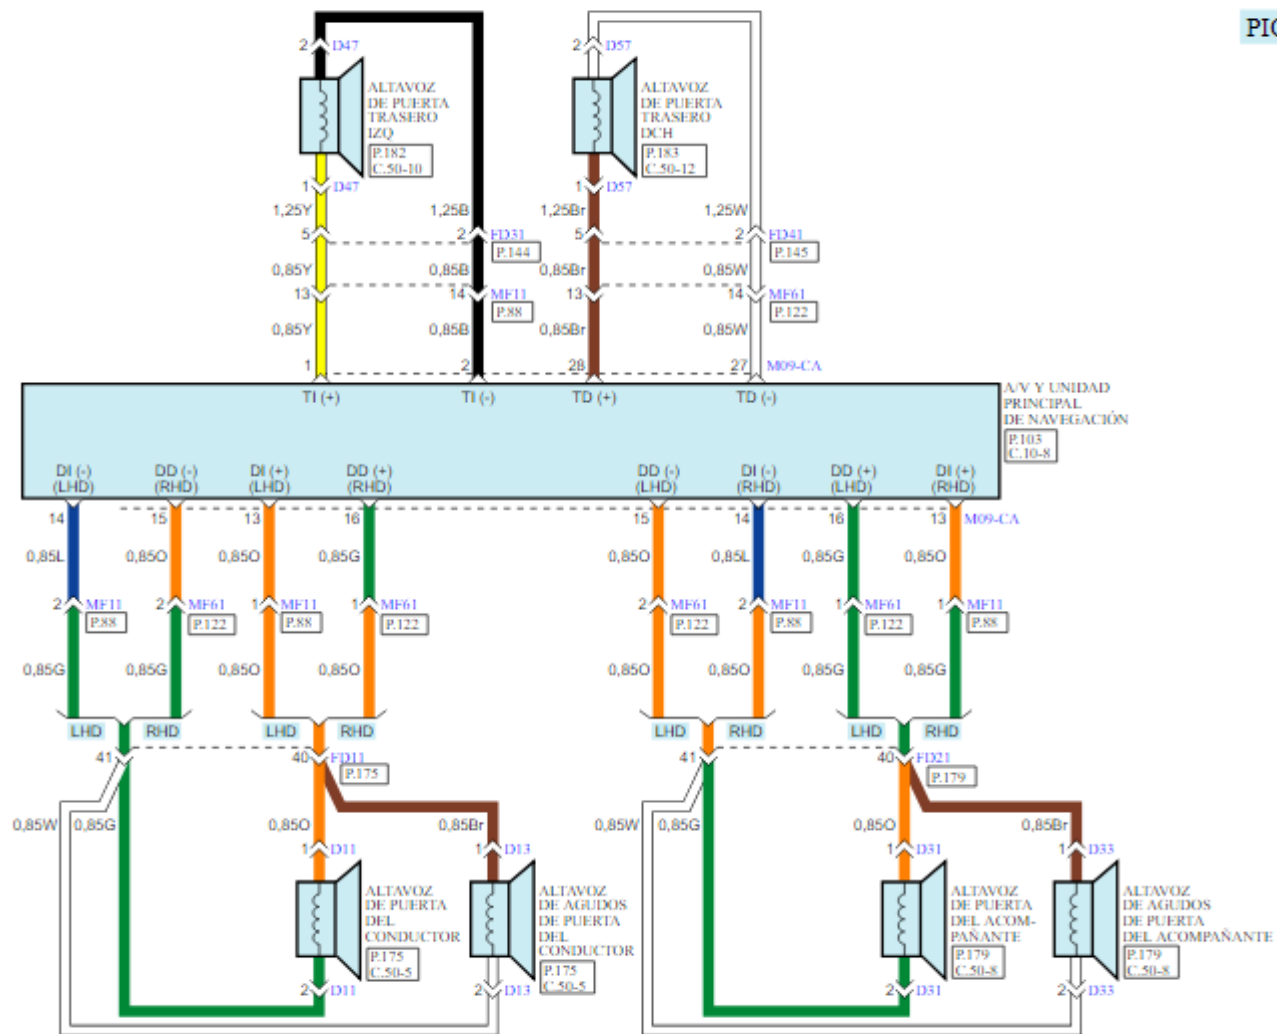 PIC
2 D47
2 D57
ALTAVOZ
DE PUERTA
TRASERO
IZQ
P.182
C.50-10
ALTAVOZ
DE PUERTA
TRASERO
DCH
P.183
C.50-12
1 D47
1 D57
1,25Y 1,25B 1,25Br 1,25W
5 2 FD31 5 2 FD41
P.144 P.145
0,85Y 0,85B 0,85Br 0,85W
13 14 MF11 13 14 MF61
P.88 P.122
0,85Y 0,85B 0,85Br 0,85W
1 2 28 27 M09-CA
TI (+) TI (-) TD (+) TD (-)
A/V Y UNIDAD
PRINCIPAL
DE NAVEGACIÓN
P.103
C.10-8
DI (-) DD (-) DI (+) DD (+) DD (-) DI (-) DD (+) DI (+)
(LHD) (RHD) (LHD) (RHD) (LHD) (RHD) (LHD) (RHD)
14 15 13 16 15 14 16 13 M09-CA
0,85L 0,85O 0,85O 0,85G 0,85O 0,85L 0,85G 0,85O
2 MF11 2 MF61 1 MF11 1 MF61 2 MF61 2 MF11 1 MF61 1 MF11
P.88 P.122 P.88 P.122 P.122 P.88 P.122 P.88
0,85G 0,85G 0,85O 0,85O 0,85O 0,85O 0,85G 0,85G
LHD RHD LHD RHD LHD RHD LHD RHD
41 40 FD11 41 40 FD21
P.175 P.179
0,85W 0,85G 0,85O 0,85Br 0,85W 0,85G 0,85O 0,85Br
1 D11 1 D13 1 D31 1 D33
ALTAVOZ
DE PUERTA
DEL
CONDUCTOR
P.175
C.50-5
ALTAVOZ
DE AGUDOS
DE PUERTA
DEL
CONDUCTOR
P.175
C.50-5
ALTAVOZ
DE PUERTA
DEL ACOM-
PAÑANTE
P.179
C.50-8
ALTAVOZ
DE AGUDOS
DE PUERTA
DEL ACOMPAÑANTE
P.179
C.50-8
2 D11 2 D13 2 D31 2 D33